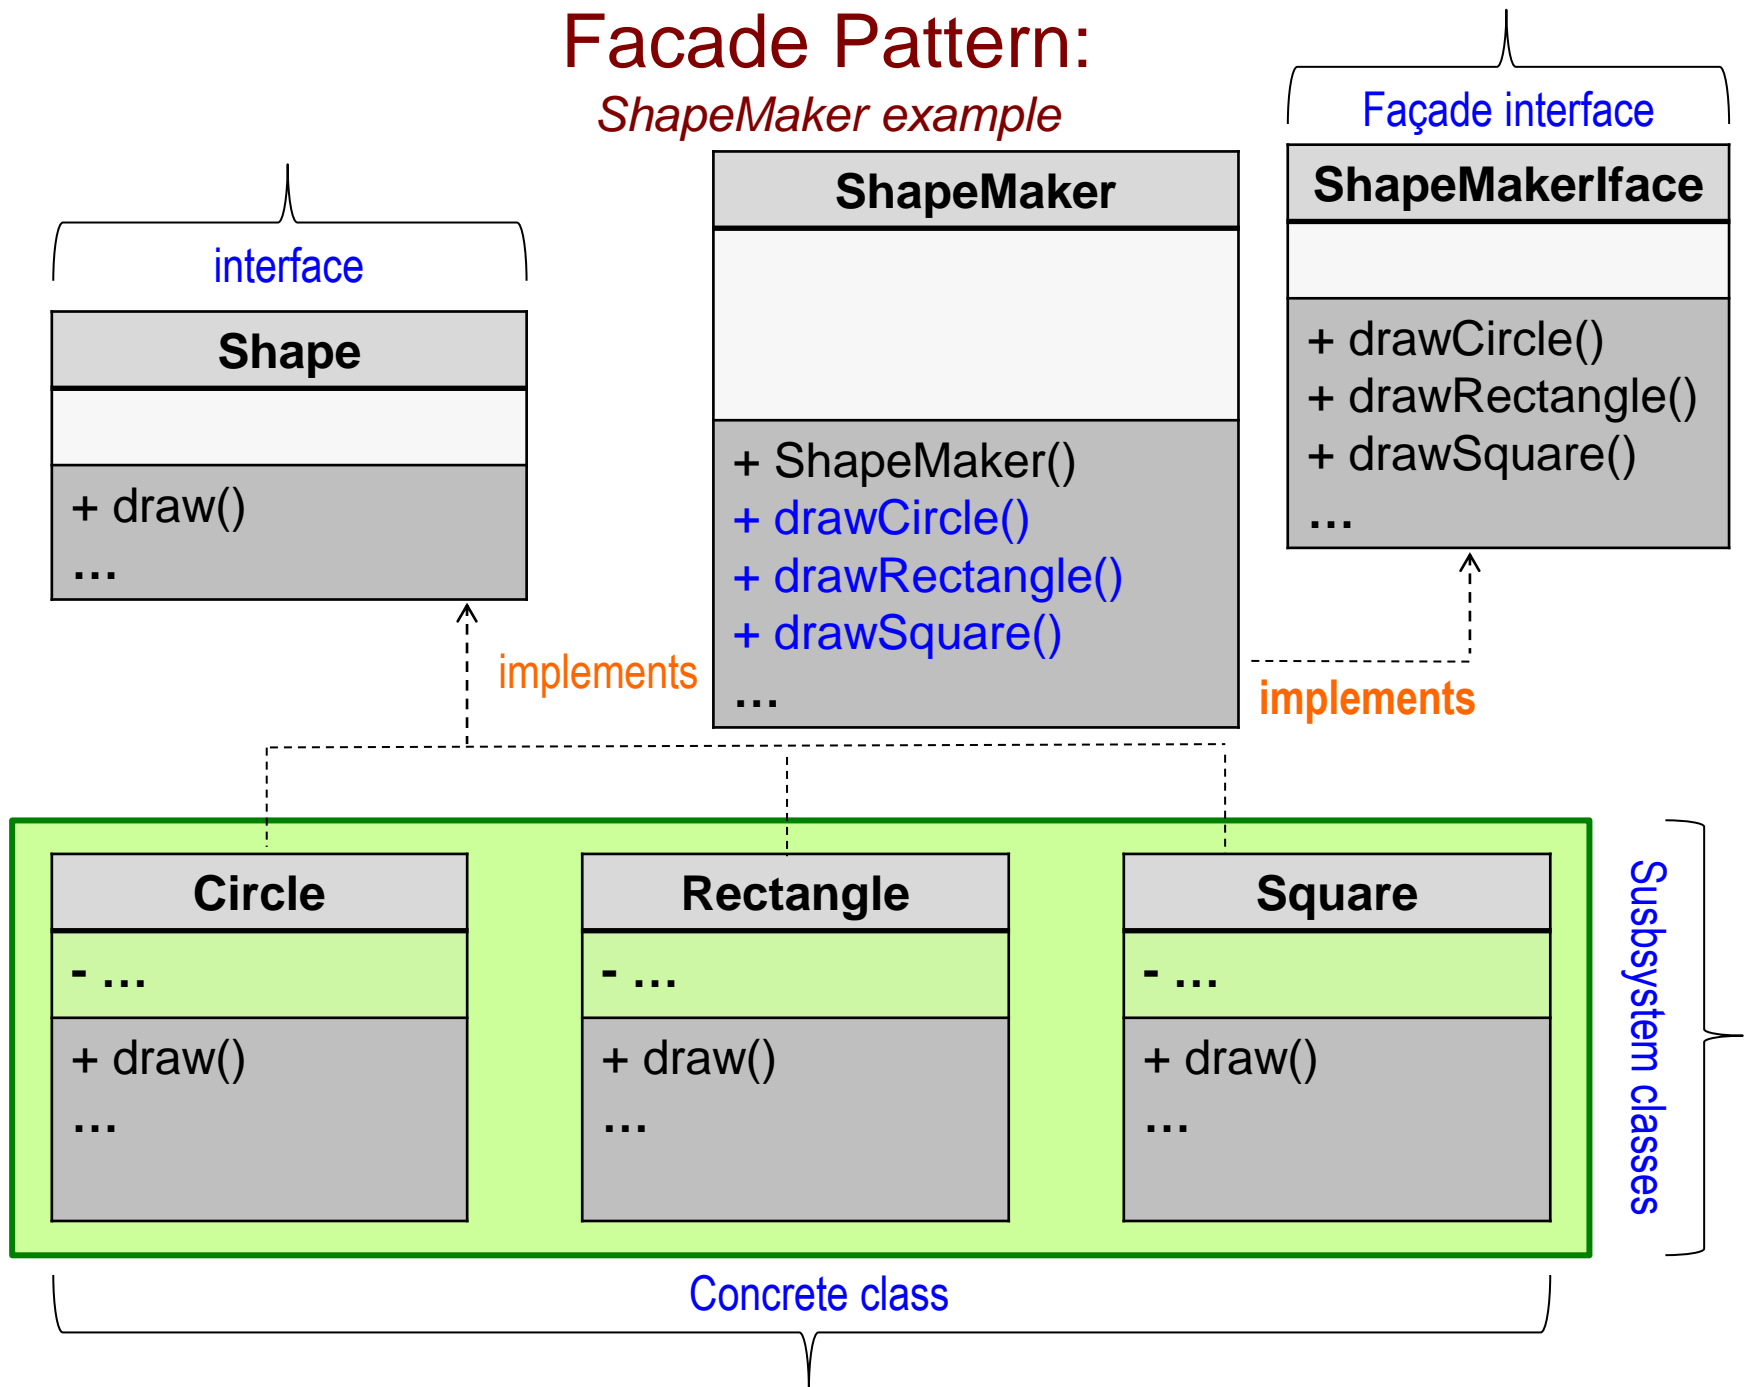 Facade Pattern:
ShapeMaker example
Façade interface
ShapeMakerIface
+ drawCircle()
+ drawRectangle()
+ drawSquare()
…
interface
Shape
+ draw()
…
ShapeMaker
+ ShapeMaker()
+ drawCircle()
+ drawRectangle()
+ drawSquare()
…
implements
implements
Circle
- …
+ draw()
…
Rectangle
- …
+ draw()
…
Square
- …
+ draw()
…
Susbsystem classes
Concrete class